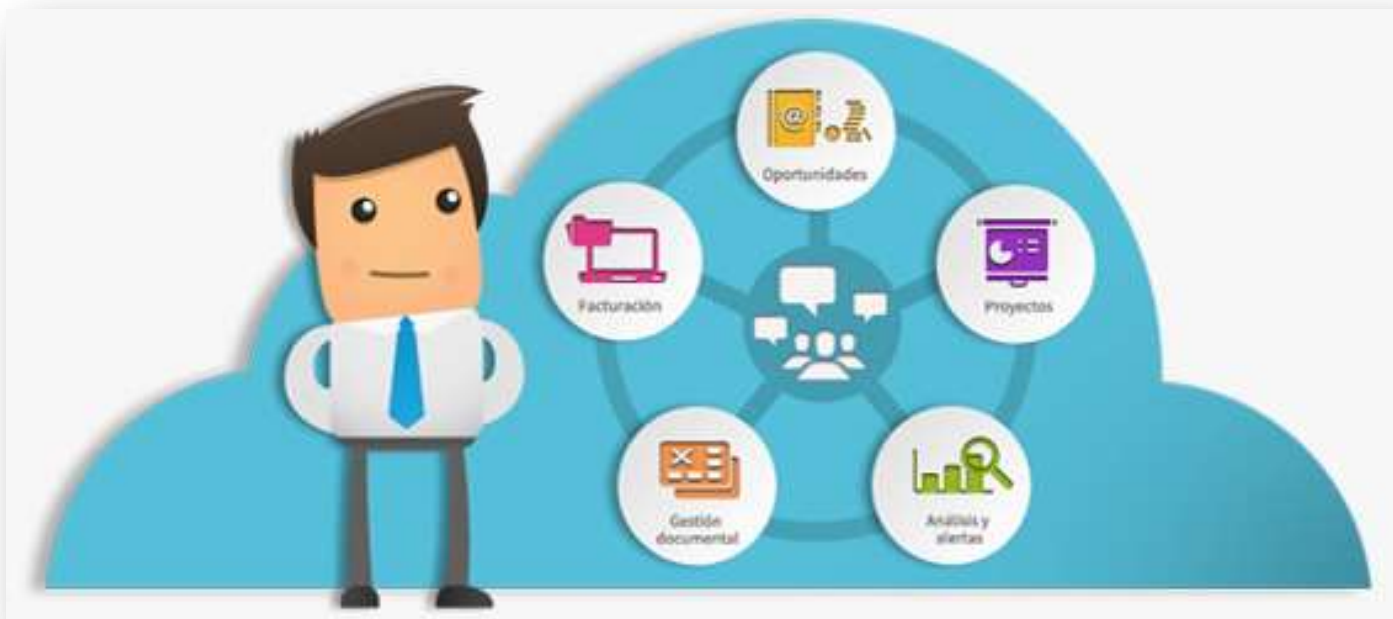 @
Oportunidades
Facturación
Proyectos
Gestión
documental
Análisis y
alertas